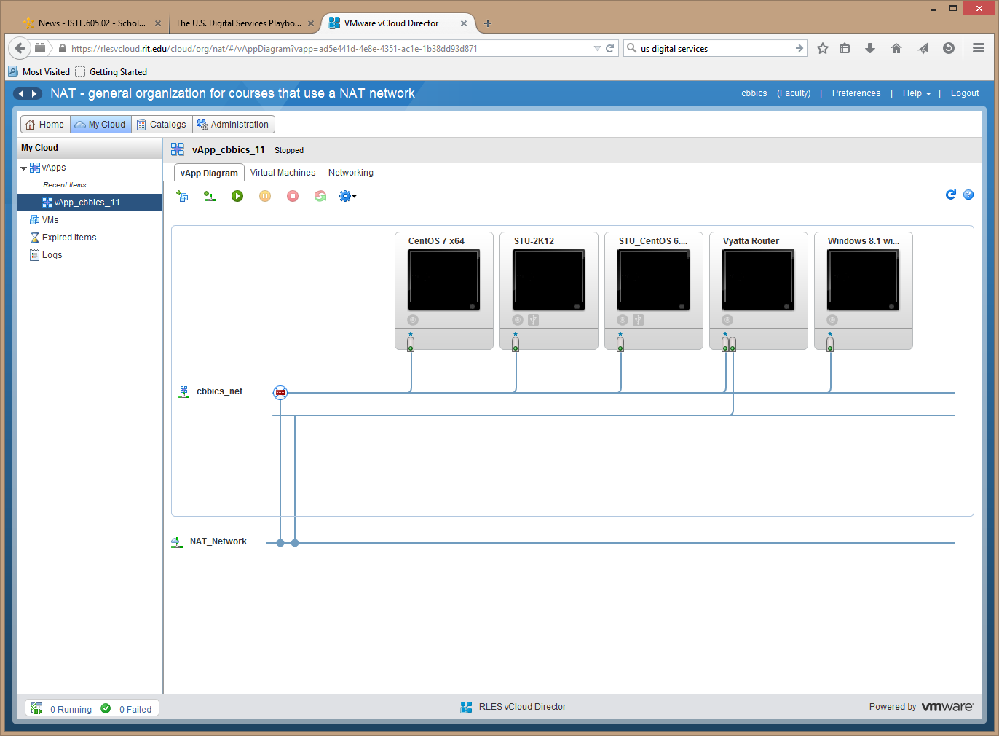 News - ISTE.605.02 - Schol...
The U.S. Digital Services Playbo...
VMware vCloud Director
https://rlesvcloud.rit.edu/cloud/org/nat/#/vAppDiagram?vapp=ad5e441d-4e8e-4351-ac1e-1b38dd93d871
us digital services
Most Visited
Getting Started
NAT - general organization for courses that use a NAT network
cbbics (Faculty) | Preferences | Help | Logout
Home
My Cloud
Catalogs
Administration
My Cloud
vApps
Recent Items
vApp_cbbics_11
VMs
Expired Items
Logs
vApp_cbbics_11 Stopped
vApp Diagram
Virtual Machines
Networking
CentOS 7 x64
STU-2K12
STU_CentOS 6....
Vyatta Router
Windows 8.1 wi...
cbbics_net
NAT_Network
0 Running
0 Failed
RLES vCloud Director
Powered by vmware